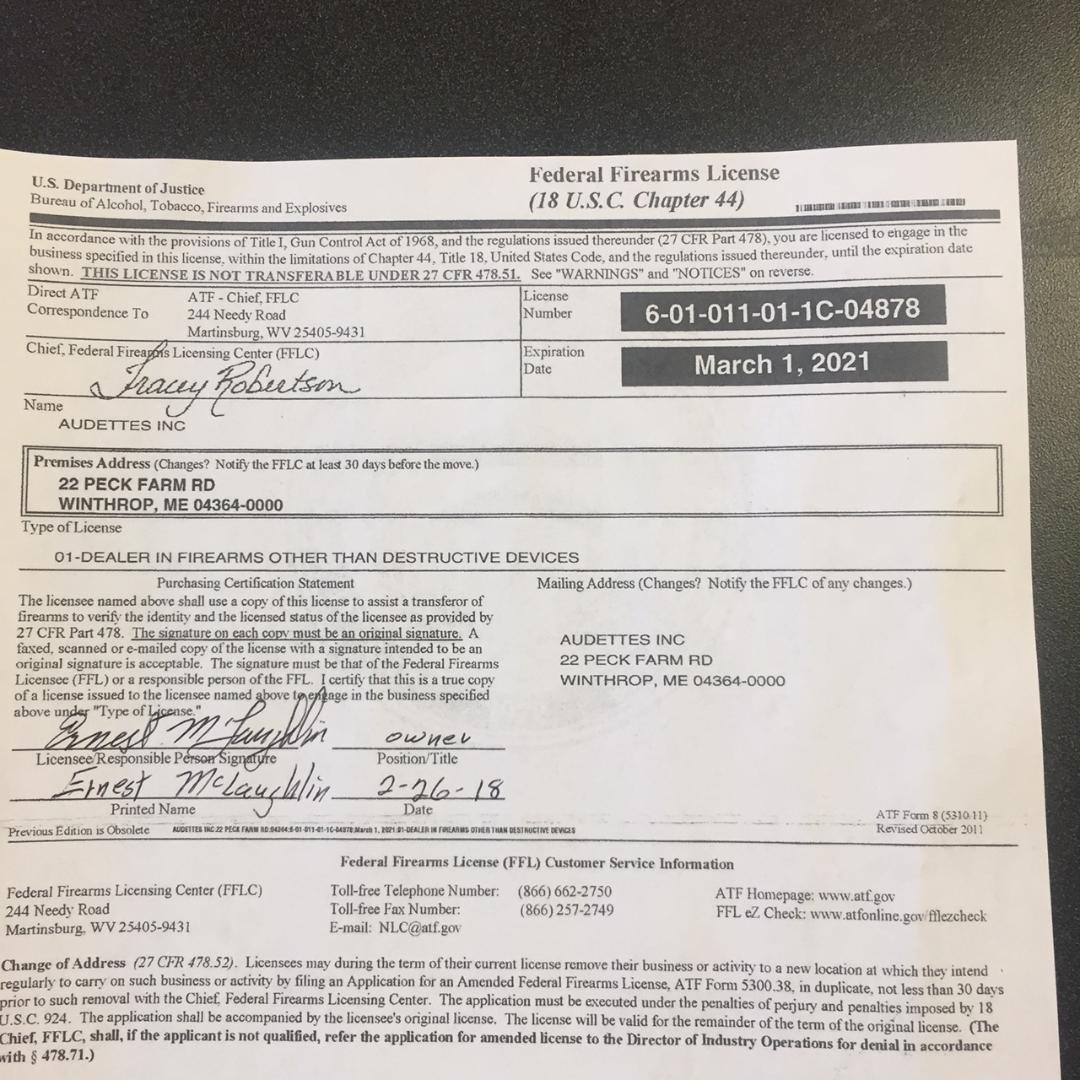 U.S. Department of Justice
Bureau of Alcohol, Tobacco, Firearms and Explosives
Federal Firearms License
(18 U.S.C. Chapter 44)
In accordance with the provisions of Title I, Gun Control Act of 1968, and the regulations issued thereunder (27 CFR Part 478), you are licensed to engage in the
business specified in this license, within the limitations of Chapter 44, Title 18, United States Code, and the regulations issued thereunder, until the expiration date
shown. THIS LICENSE IS NOT TRANSFERABLE UNDER 27 CFR 478.51. See "WARNINGS" and "NOTICES" on reverse.
Direct ATF
Correspondence To
ATF - Chief, FFLC
244 Needy Road
Martinsburg, WV 25405-9431
License
Number
6-01-011-01-1C-04878
Chief, Federal Firearms Licensing Center (FFLC)
Tracey Robertson
Expiration
Date
March 1, 2021
Name
AUDETTES INC
Premises Address (Changes? Notify the FFLC at least 30 days before the move.)
22 PECK FARM RD
WINTHROP, ME 04364-0000
Type of License
01-DEALER IN FIREARMS OTHER THAN DESTRUCTIVE DEVICES
Purchasing Certification Statement
The licensee named above shall use a copy of this license to assist a transferor of
firearms to verify the identity and the licensed status of the licensee as provided by
27 CFR Part 478. The signature on each copy must be an original signature. A
faxed, scanned or e-mailed copy of the license with a signature intended to be an
original signature is acceptable. The signature must be that of the Federal Firearms
Licensee (FFL) or a responsible person of the FFL. I certify that this is a true copy
of a license issued to the licensee named above to engage in the business specified
above under "Type of License."
Mailing Address (Changes? Notify the FFLC of any changes.)
AUDETTES INC
22 PECK FARM RD
WINTHROP, ME 04364-0000
Ernest McLaughlin owner
Licensee/Responsible Person Signature Position/Title
Ernest McLaughlin 2-26-18
Printed Name Date
Previous Edition is Obsolete AUDETTES INC:22 PECK FARM RD:04364:6-01-011-01-1C-04878:March 1, 2021:01-DEALER IN FIREARMS OTHER THAN DESTRUCTIVE DEVICES
ATF Form 8 (5310.11)
Revised October 2011
Federal Firearms License (FFL) Customer Service Information
Federal Firearms Licensing Center (FFLC)
244 Needy Road
Martinsburg, WV 25405-9431
Toll-free Telephone Number: (866) 662-2750
Toll-free Fax Number: (866) 257-2749
E-mail: NLC@atf.gov
ATF Homepage: www.atf.gov
FFL eZ Check: www.atfonline.gov/fflezcheck
Change of Address (27 CFR 478.52). Licensees may during the term of their current license remove their business or activity to a new location at which they intend
regularly to carry on such business or activity by filing an Application for an Amended Federal Firearms License, ATF Form 5300.38, in duplicate, not less than 30 days
prior to such removal with the Chief, Federal Firearms Licensing Center. The application must be executed under the penalties of perjury and penalties imposed by 18
U.S.C. 924. The application shall be accompanied by the licensee's original license. The license will be valid for the remainder of the term of the original license. (The
Chief, FFLC, shall, if the applicant is not qualified, refer the application for amended license to the Director of Industry Operations for denial in accordance
with § 478.71.)